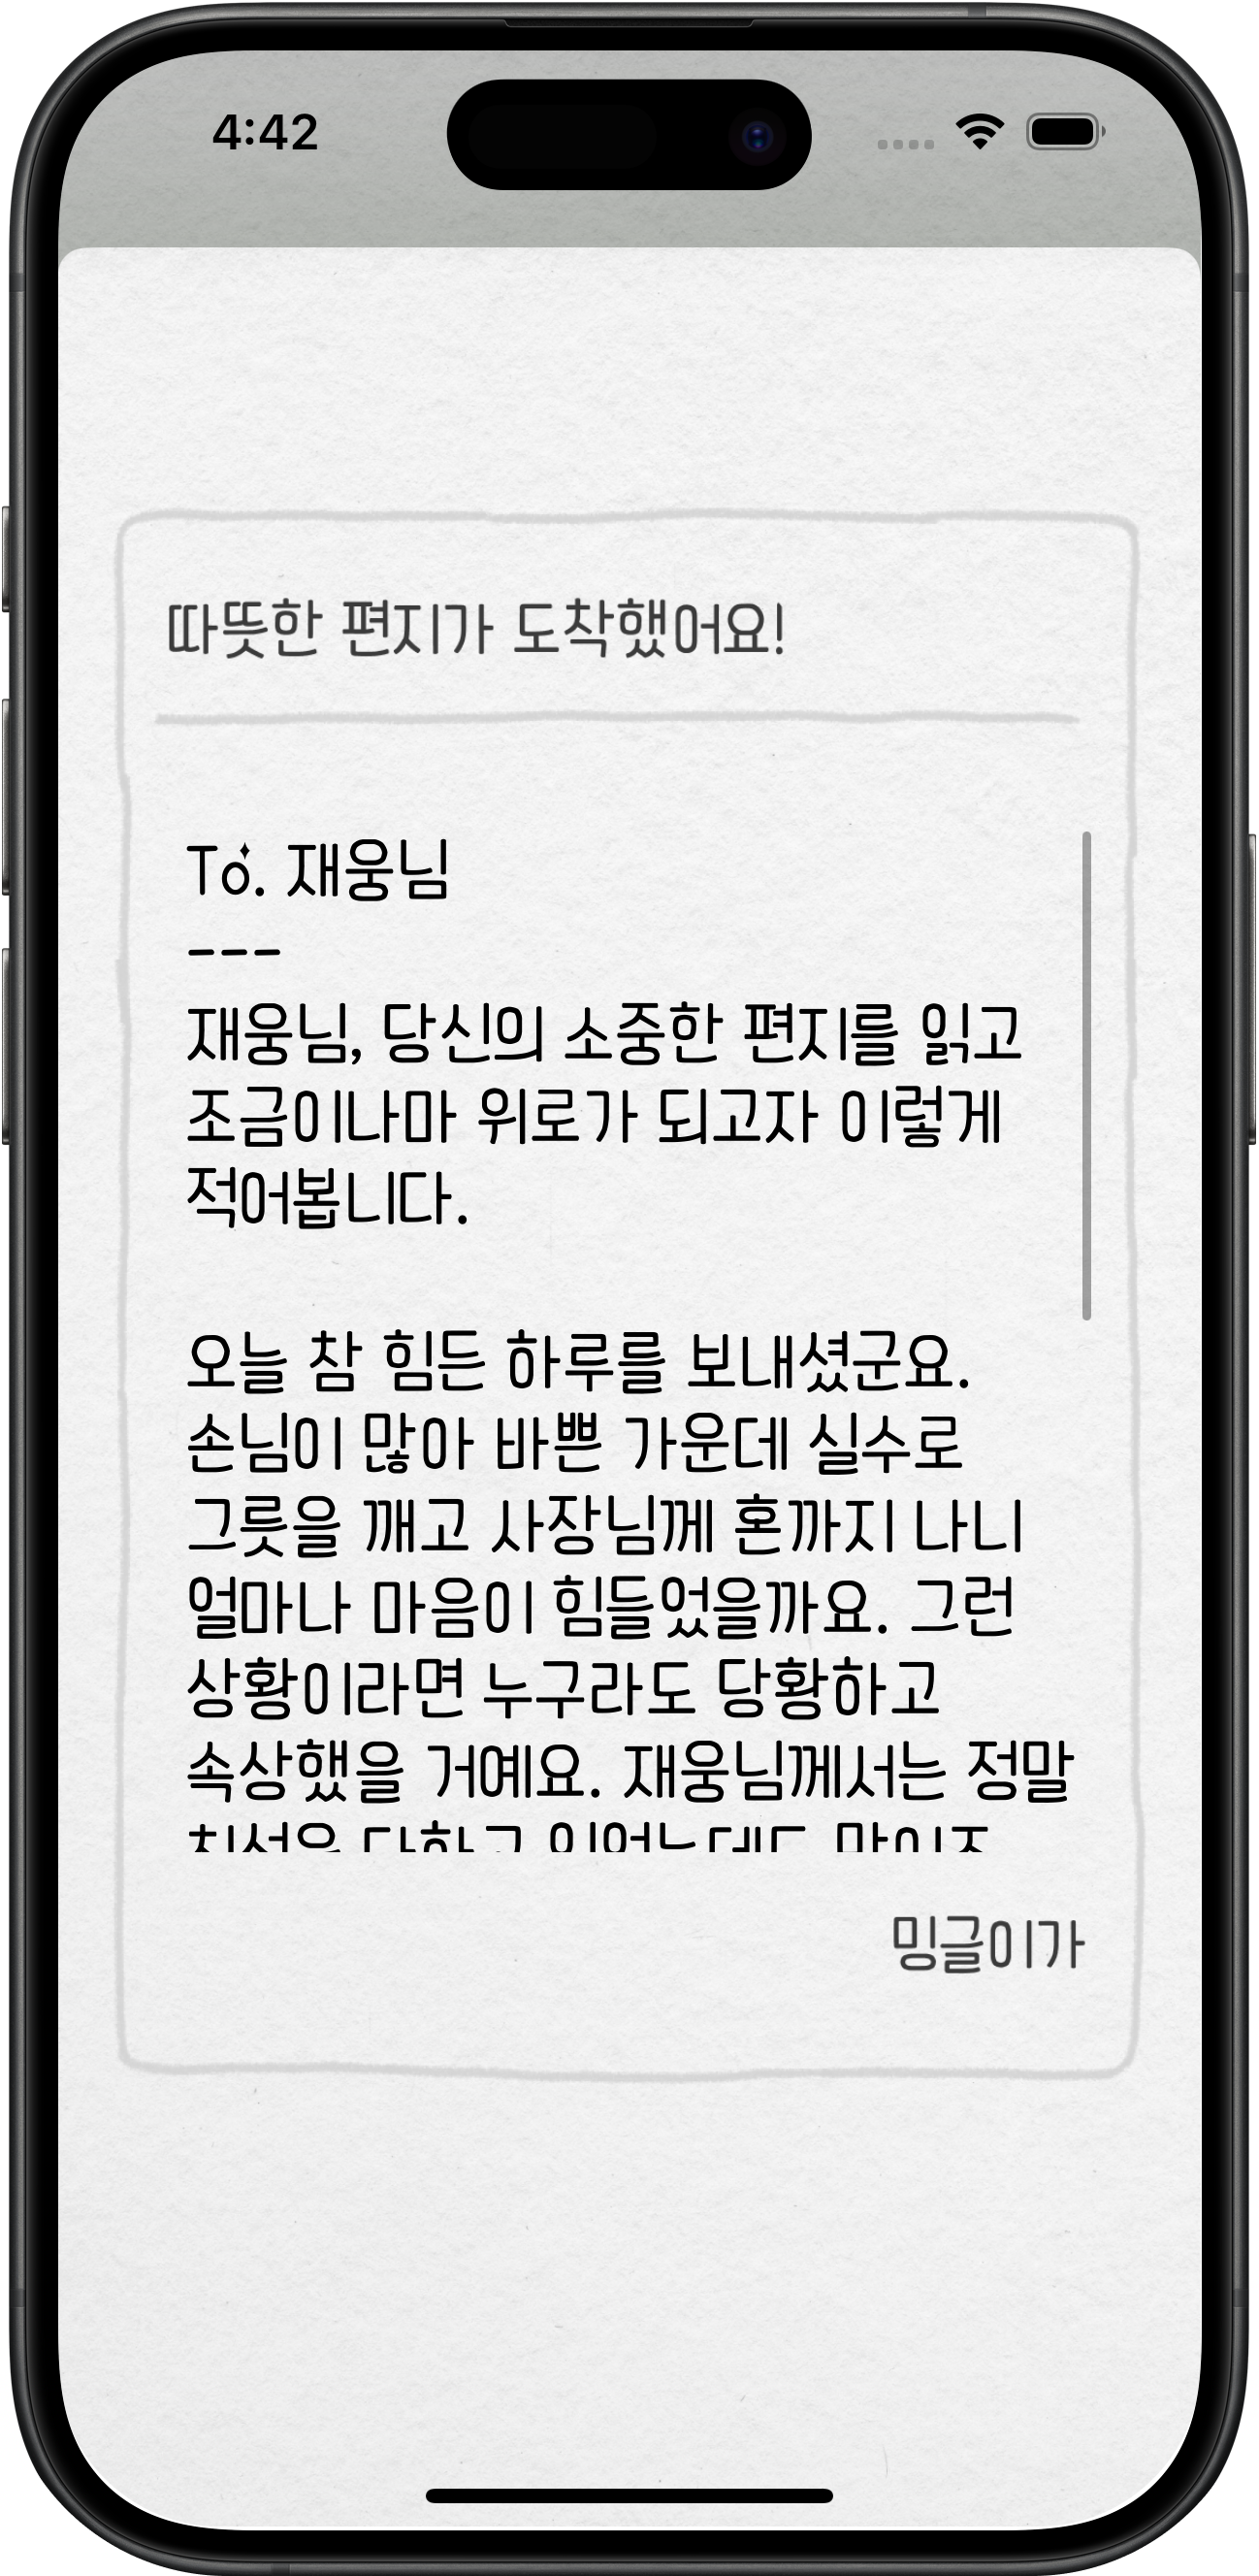 4:42
따뜻한 편지가 도착했어요!
To. 재웅님
---
재웅님, 당신의 소중한 편지를 읽고
조금이나마 위로가 되고자 이렇게
적어봅니다.
오늘 참 힘든 하루를 보내셨군요.
손님이 많아 바쁜 가운데 실수로
그릇을 깨고 사장님께 혼까지 나니
얼마나 마음이 힘들었을까요. 그런
상황이라면 누구라도 당황하고
속상했을 거예요. 재웅님께서는 정말
밍글이가